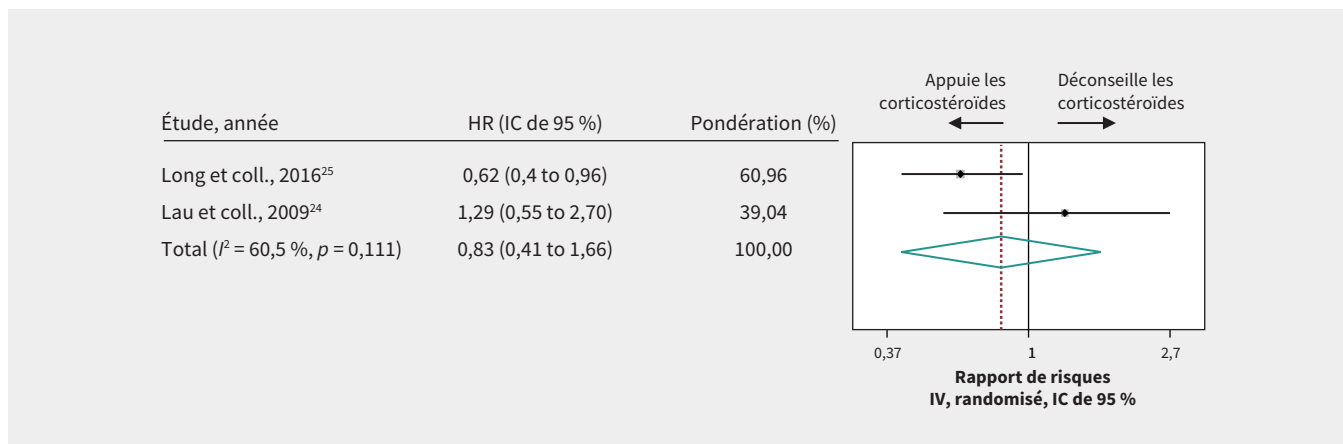 Appuie les
corticostéroïdes
Déconseille les
corticostéroïdes
Étude, année HR (IC de 95 %) Pondération (%)
Long et coll., 2016²⁵ 0,62 (0,4 to 0,96) 60,96
Lau et coll., 2009²⁴ 1,29 (0,55 to 2,70) 39,04
Total (I² = 60,5 %, p = 0,111) 0,83 (0,41 to 1,66) 100,00
0,37 1 2,7
Rapport de risques
IV, randomisé, IC de 95 %